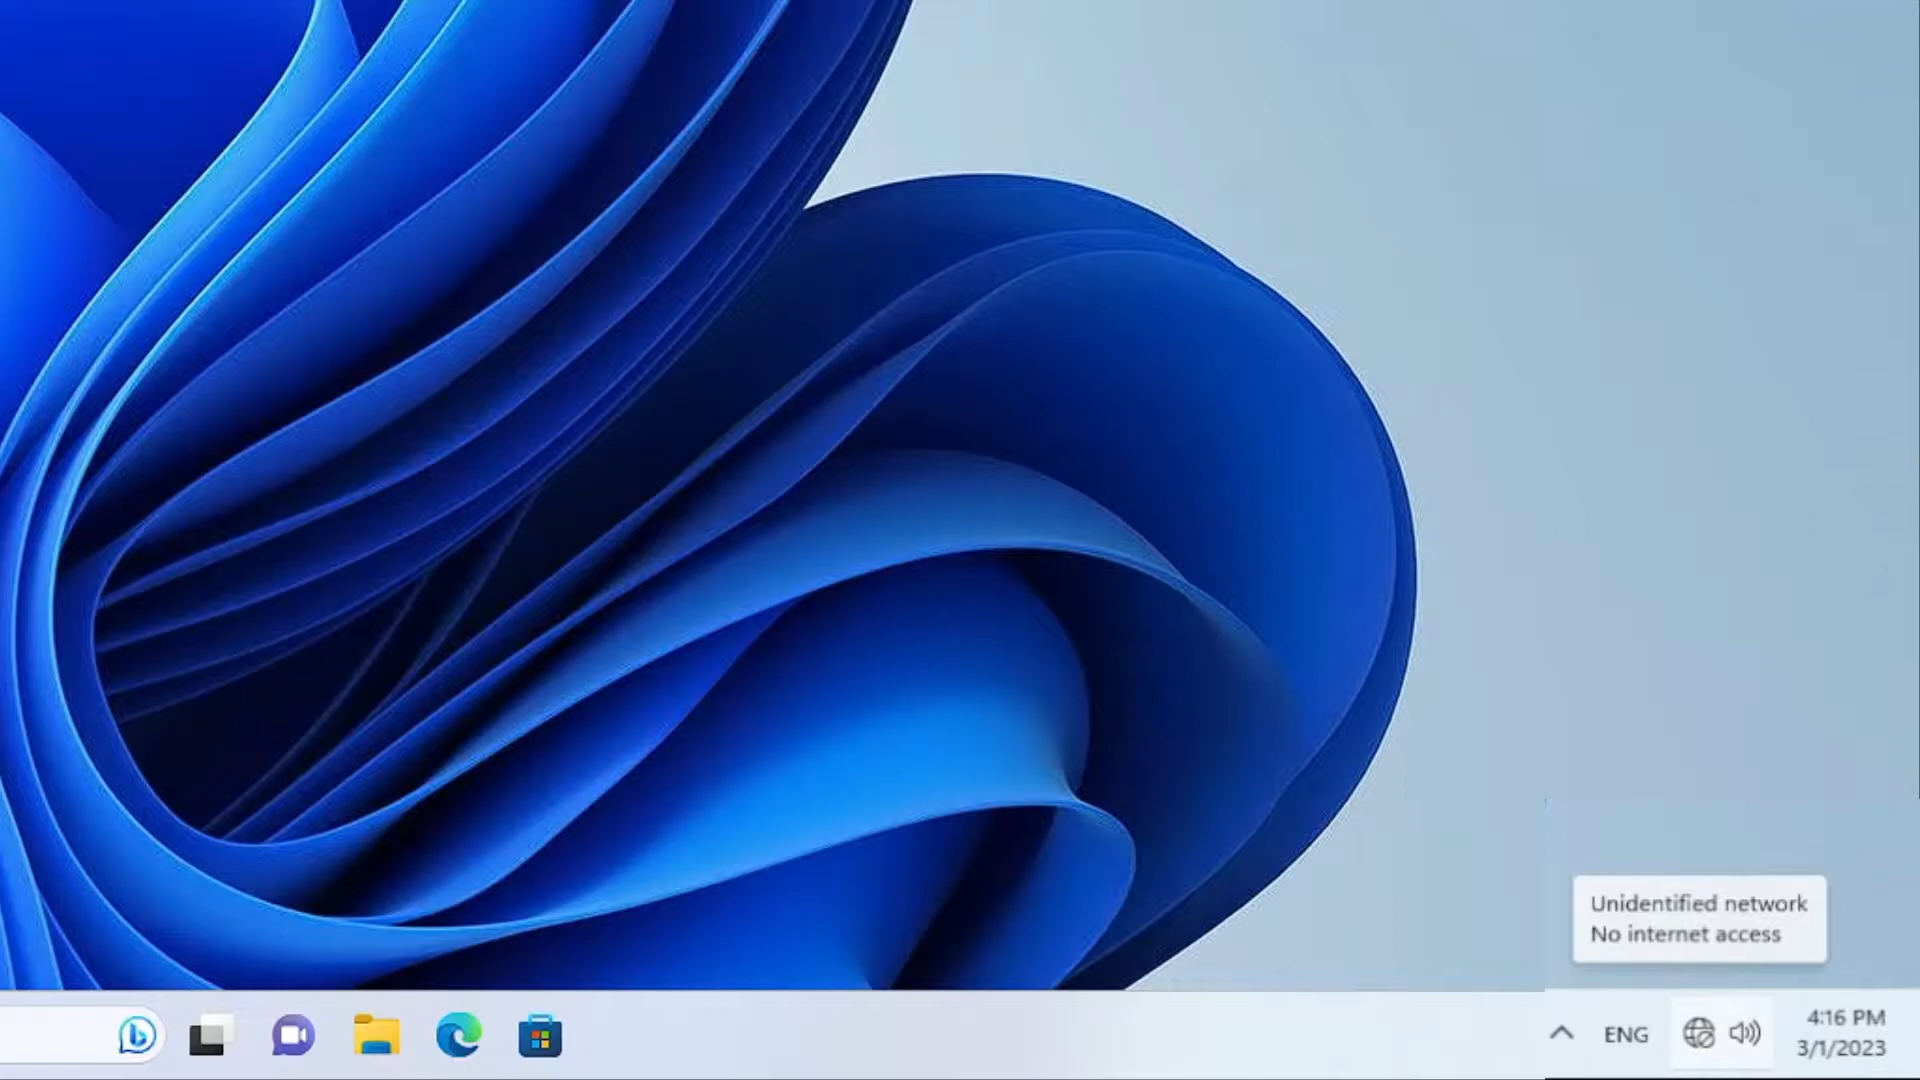 Unidentified network
No internet access
ENG
4:16 PM
3/1/2023